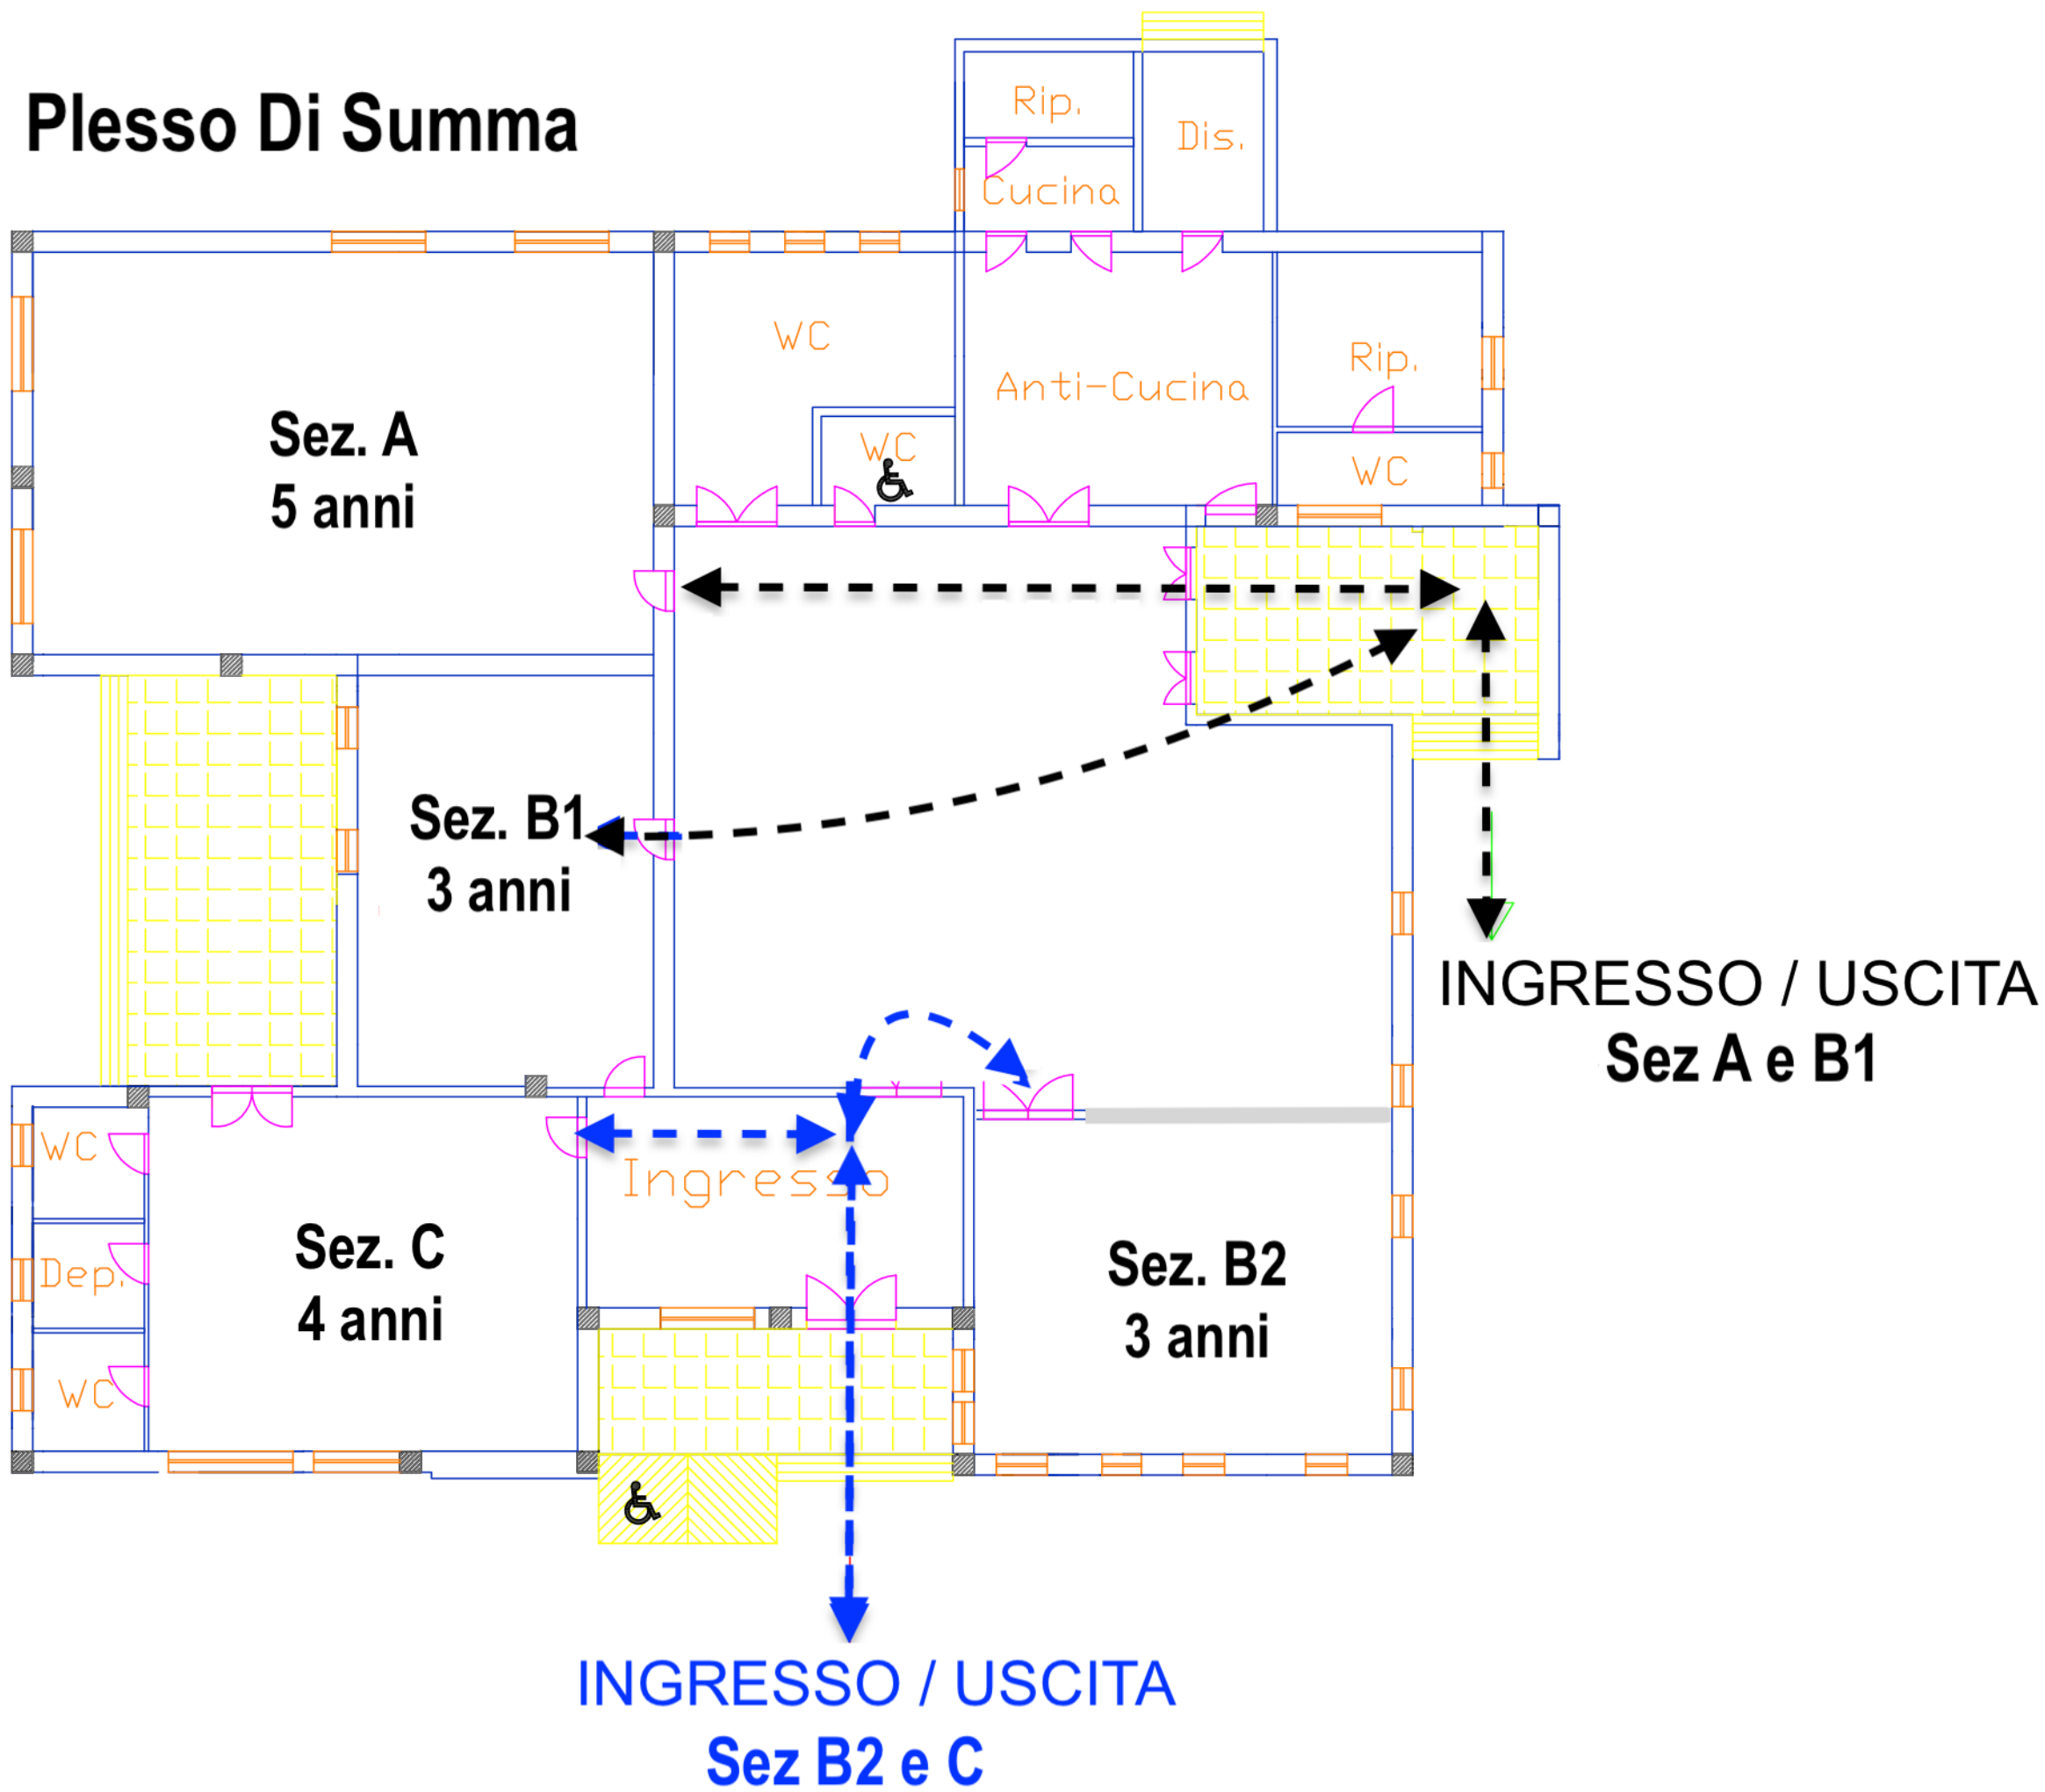 Plesso Di Summa
Rip.
Dis.
Cucina
WC
Rip.
Anti-Cucina
Sez. A
5 anni
WC
WC
Sez. B1
3 anni
INGRESSO / USCITA
Sez A e B1
WC
Ingresso
Sez. C
4 anni
Dep.
Sez. B2
3 anni
WC
INGRESSO / USCITA
Sez B2 e C